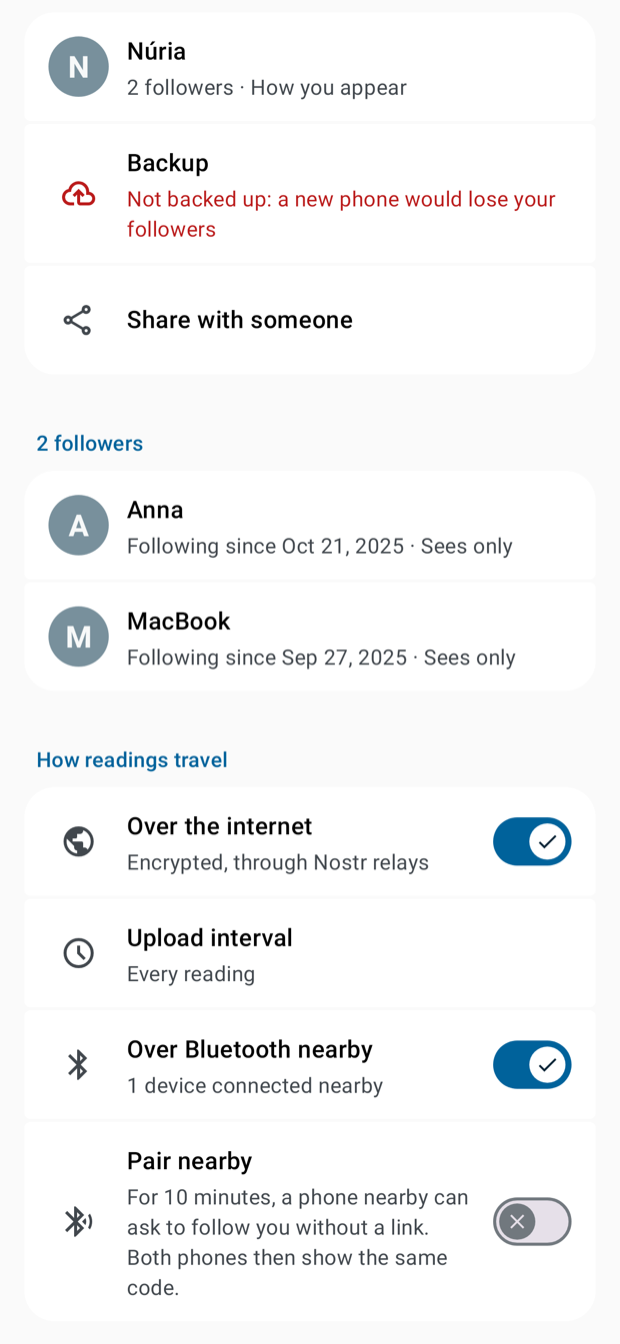 N
Núria
2 followers · How you appear
Backup
Not backed up: a new phone would lose your
followers
Share with someone
2 followers
A
Anna
Following since Oct 21, 2025 · Sees only
M
MacBook
Following since Sep 27, 2025 · Sees only
How readings travel
Over the internet
Encrypted, through Nostr relays
Upload interval
Every reading
Over Bluetooth nearby
1 device connected nearby
Pair nearby
For 10 minutes, a phone nearby can
ask to follow you without a link.
Both phones then show the same
code.